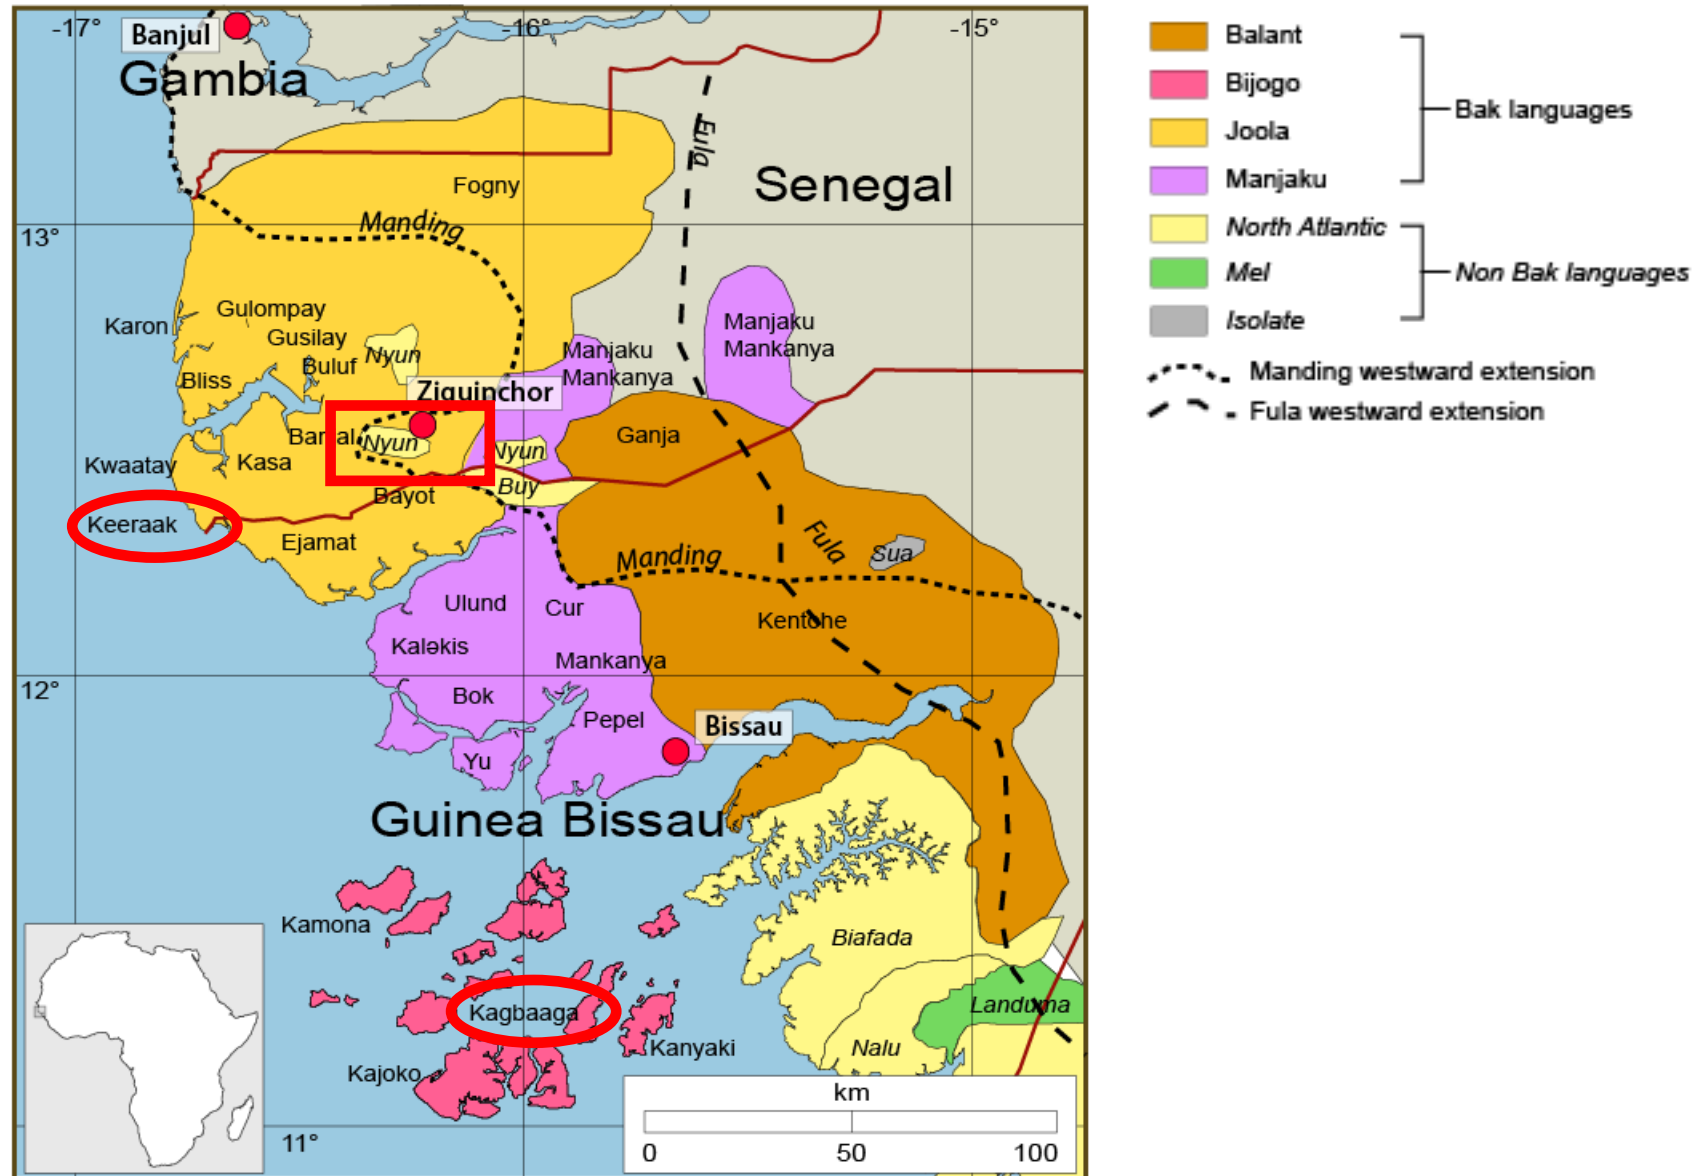 -17°
-16°
-15°
Banjul
Gambia
Fula
Senegal
Fogny
Manding
13°
Gulompay
Karon
Gusilay
Manjaku
Mankanya
Nyun
Buluf
Manjaku
Mankanya
Bliss
Ziguinchor
Ganja
Nyun
Nyun
Kwaatay
Kasa
Buy
Bayot
Keeraak
Ejamat
Fula
Sua
Manding
Ulund
Cur
Kentohe
Kaləkis
Mankanya
12°
Bok
Pepel
Bissau
Yu
Guinea Bissau
Kamona
Biafada
Kagbaaga
Landuma
Kanyaki
Nalu
Kajoko
km
0 50 100
11°
Balant
Bijogo
Joola
Manjaku
Bak languages
North Atlantic
Mel
Isolate
Non Bak languages
Manding westward extension
Fula westward extension